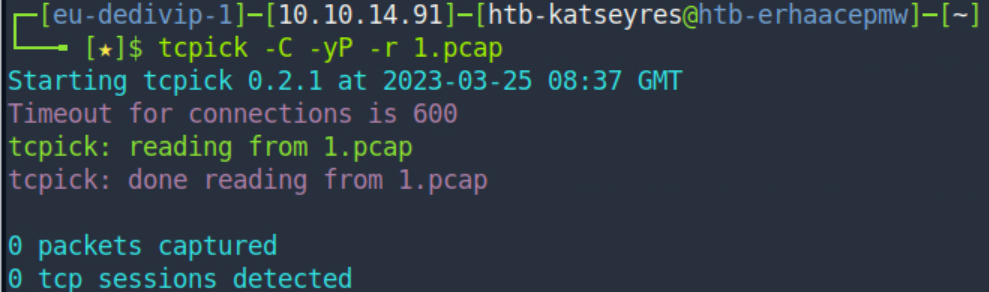 ┌─[eu-dedivip-1]─[10.10.14.91]─[htb-katseyres@htb-erhaacepmw]─[~]
└──╼ [★]$ tcpick -C -yP -r 1.pcap
Starting tcpick 0.2.1 at 2023-03-25 08:37 GMT
Timeout for connections is 600
tcpick: reading from 1.pcap
tcpick: done reading from 1.pcap
0 packets captured
0 tcp sessions detected